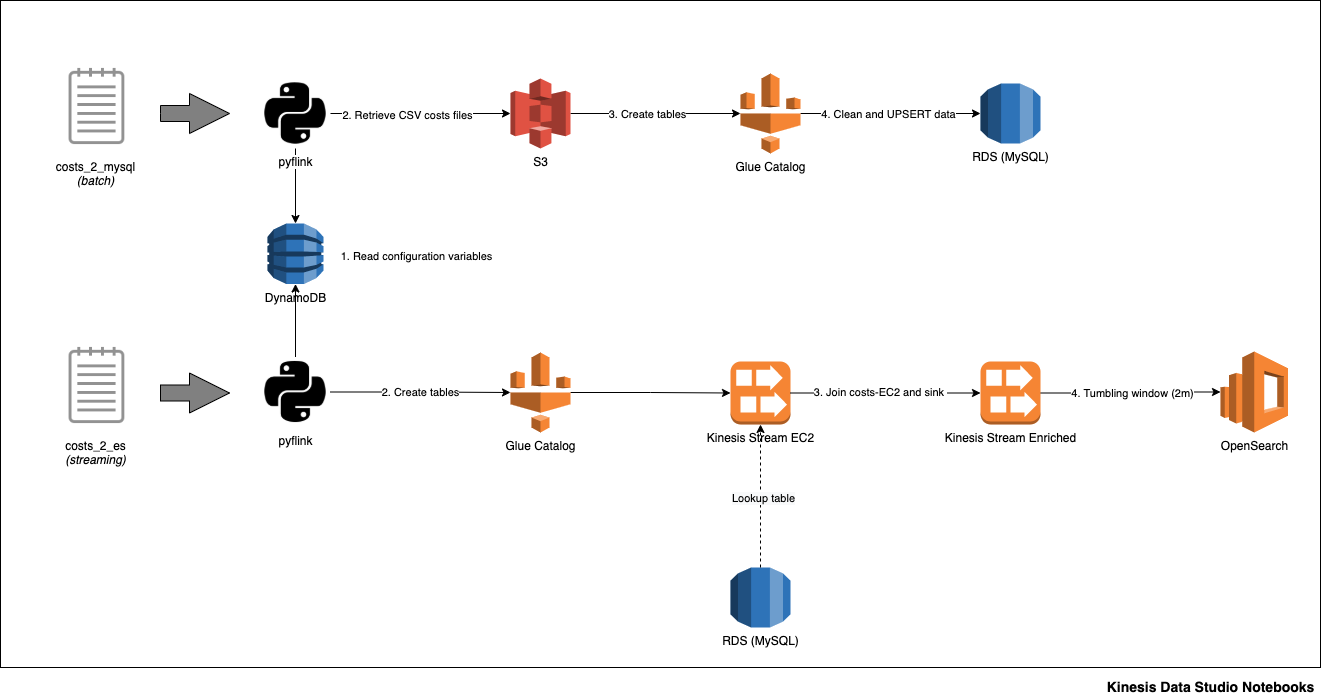 2. Retrieve CSV costs files
3. Create tables
4. Clean and UPSERT data
costs_2_mysql
(batch)
pyflink
S3
Glue Catalog
RDS (MySQL)
1. Read configuration variables
DynamoDB
2. Create tables
3. Join costs-EC2 and sink
4. Tumbling window (2m)
costs_2_es
(streaming)
pyflink
Glue Catalog
Kinesis Stream EC2
Kinesis Stream Enriched
OpenSearch
Lookup table
RDS (MySQL)
Kinesis Data Studio Notebooks